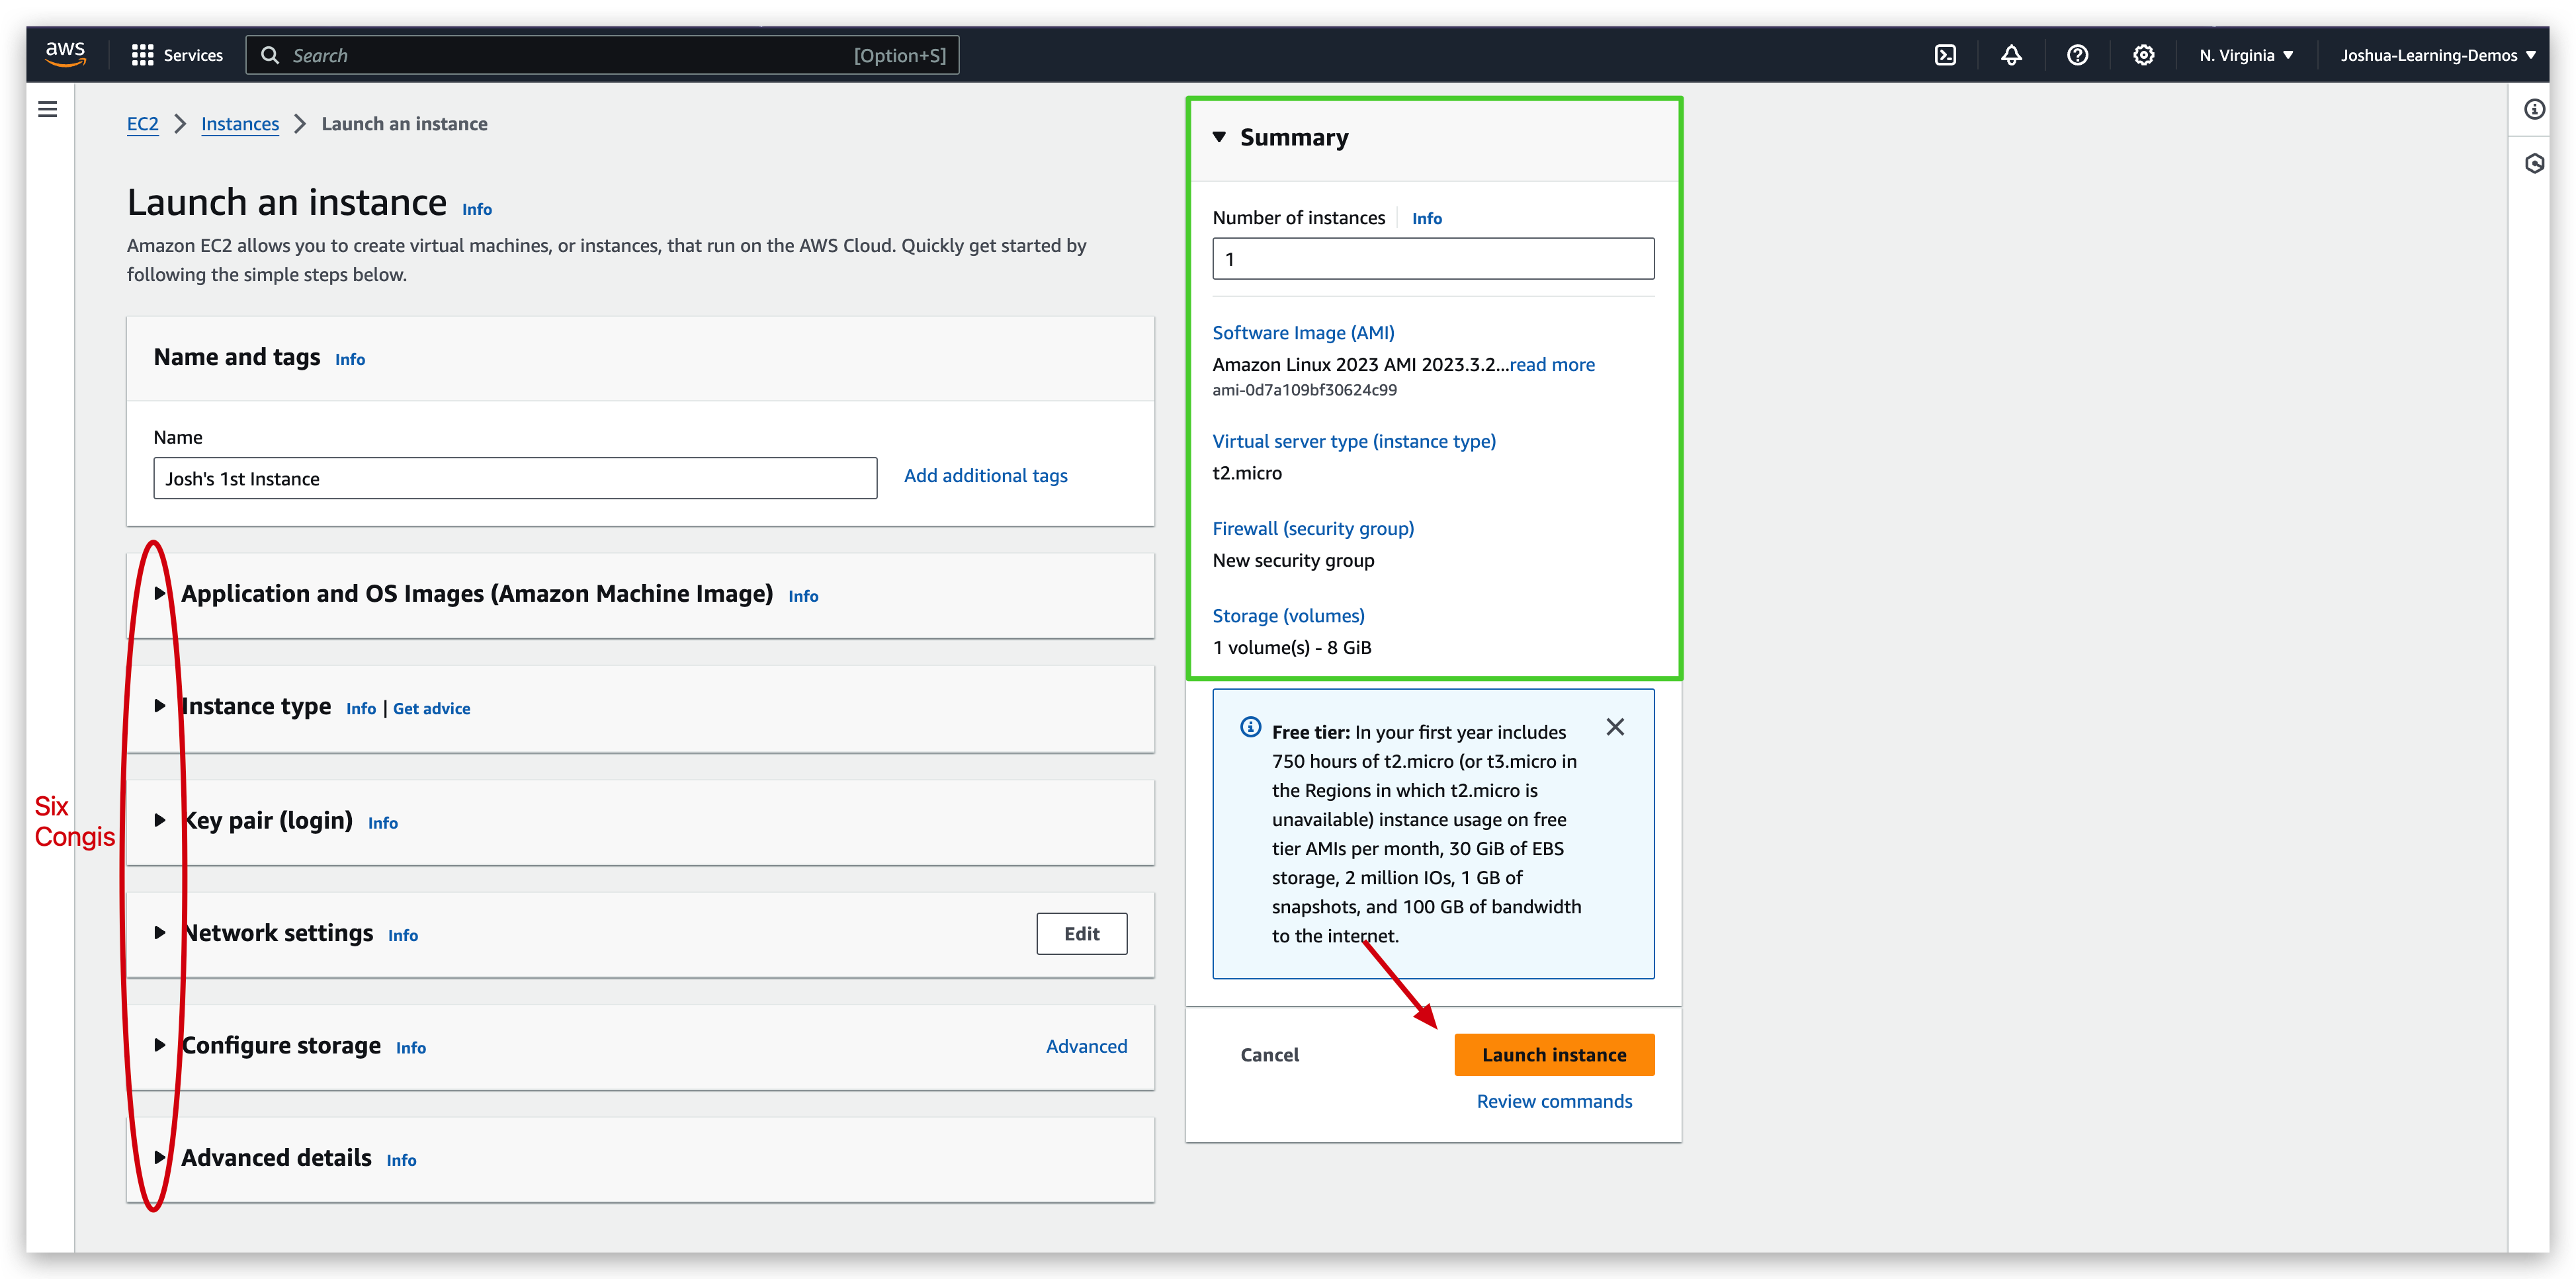 aws
Services
Search [Option+S]
N. Virginia
Joshua-Learning-Demos
EC2 Instances Launch an instance
Launch an instance Info
Amazon EC2 allows you to create virtual machines, or instances, that run on the AWS Cloud. Quickly get started by
following the simple steps below.
Name and tags Info
Name
Josh's 1st Instance
Add additional tags
Application and OS Images (Amazon Machine Image) Info
Instance type Info | Get advice
Six
Congis
Key pair (login) Info
Network settings Info
Edit
Configure storage Info
Advanced
Advanced details Info
Summary
Number of instances Info
1
Software Image (AMI)
Amazon Linux 2023 AMI 2023.3.2...read more
ami-0d7a109bf30624c99
Virtual server type (instance type)
t2.micro
Firewall (security group)
New security group
Storage (volumes)
1 volume(s) - 8 GiB
Free tier: In your first year includes
750 hours of t2.micro (or t3.micro in
the Regions in which t2.micro is
unavailable) instance usage on free
tier AMIs per month, 30 GiB of EBS
storage, 2 million IOs, 1 GB of
snapshots, and 100 GB of bandwidth
to the internet.
Cancel
Launch instance
Review commands